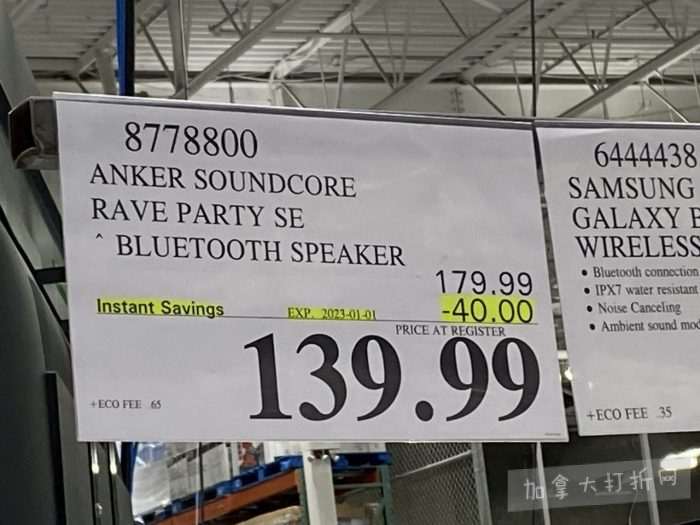 8778800
ANKER SOUNDCORE
RAVE PARTY SE
^ BLUETOOTH SPEAKER
179.99
Instant Savings EXP. 2023-01-01 -40.00
PRICE AT REGISTER
139.99
+ECO FEE .65
6444438
SAMSUNG
GALAXY
WIRELESS
• Bluetooth connection
• IPX7 water resistant
• Noise Canceling
• Ambient sound
+ECO FEE .35
加拿大打折网